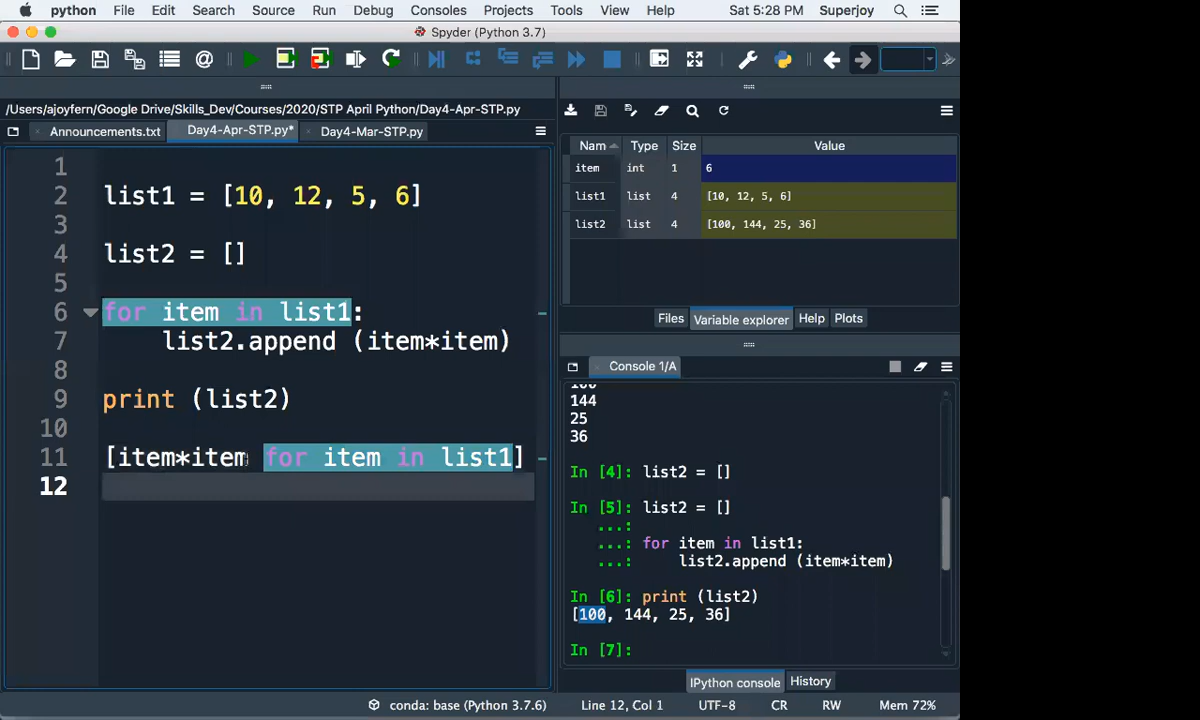 python File Edit Search Source Run Debug Consoles Projects Tools View Help Sat 5:28 PM Superjoy
Spyder (Python 3.7)
/Users/ajoyfern/Google Drive/Skills_Dev/Courses/2020/STP April Python/Day4-Apr-STP.py
Announcements.txt Day4-Apr-STP.py* Day4-Mar-STP.py
1
2 list1 = [10, 12, 5, 6]
3
4 list2 = []
5
6 for item in list1:
7 list2.append (item*item)
8
9 print (list2)
10
11 [item*item for item in list1]
12
Nam Type Size Value
item int 1 6
list1 list 4 [10, 12, 5, 6]
list2 list 4 [100, 144, 25, 36]
Files Variable explorer Help Plots
Console 1/A
144
25
36
In [4]: list2 = []
In [5]: list2 = []
...:
...: for item in list1:
...: list2.append (item*item)
In [6]: print (list2)
[100, 144, 25, 36]
In [7]:
IPython console History
conda: base (Python 3.7.6) Line 12, Col 1 UTF-8 CR RW Mem 72%